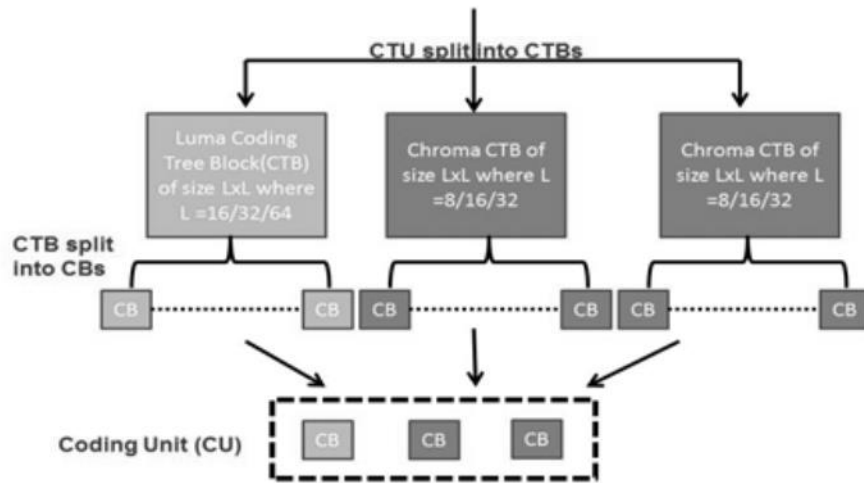 CTU split into CTBs
Luma Coding
Tree Block(CTB)
of size LxL where
L =16/32/64
Chroma CTB of
size LxL where L
=8/16/32
Chroma CTB of
size LxL where L
=8/16/32
CTB split
into CBs
CB
CB
CB
CB
CB
CB
Coding Unit (CU)
CB
CB
CB